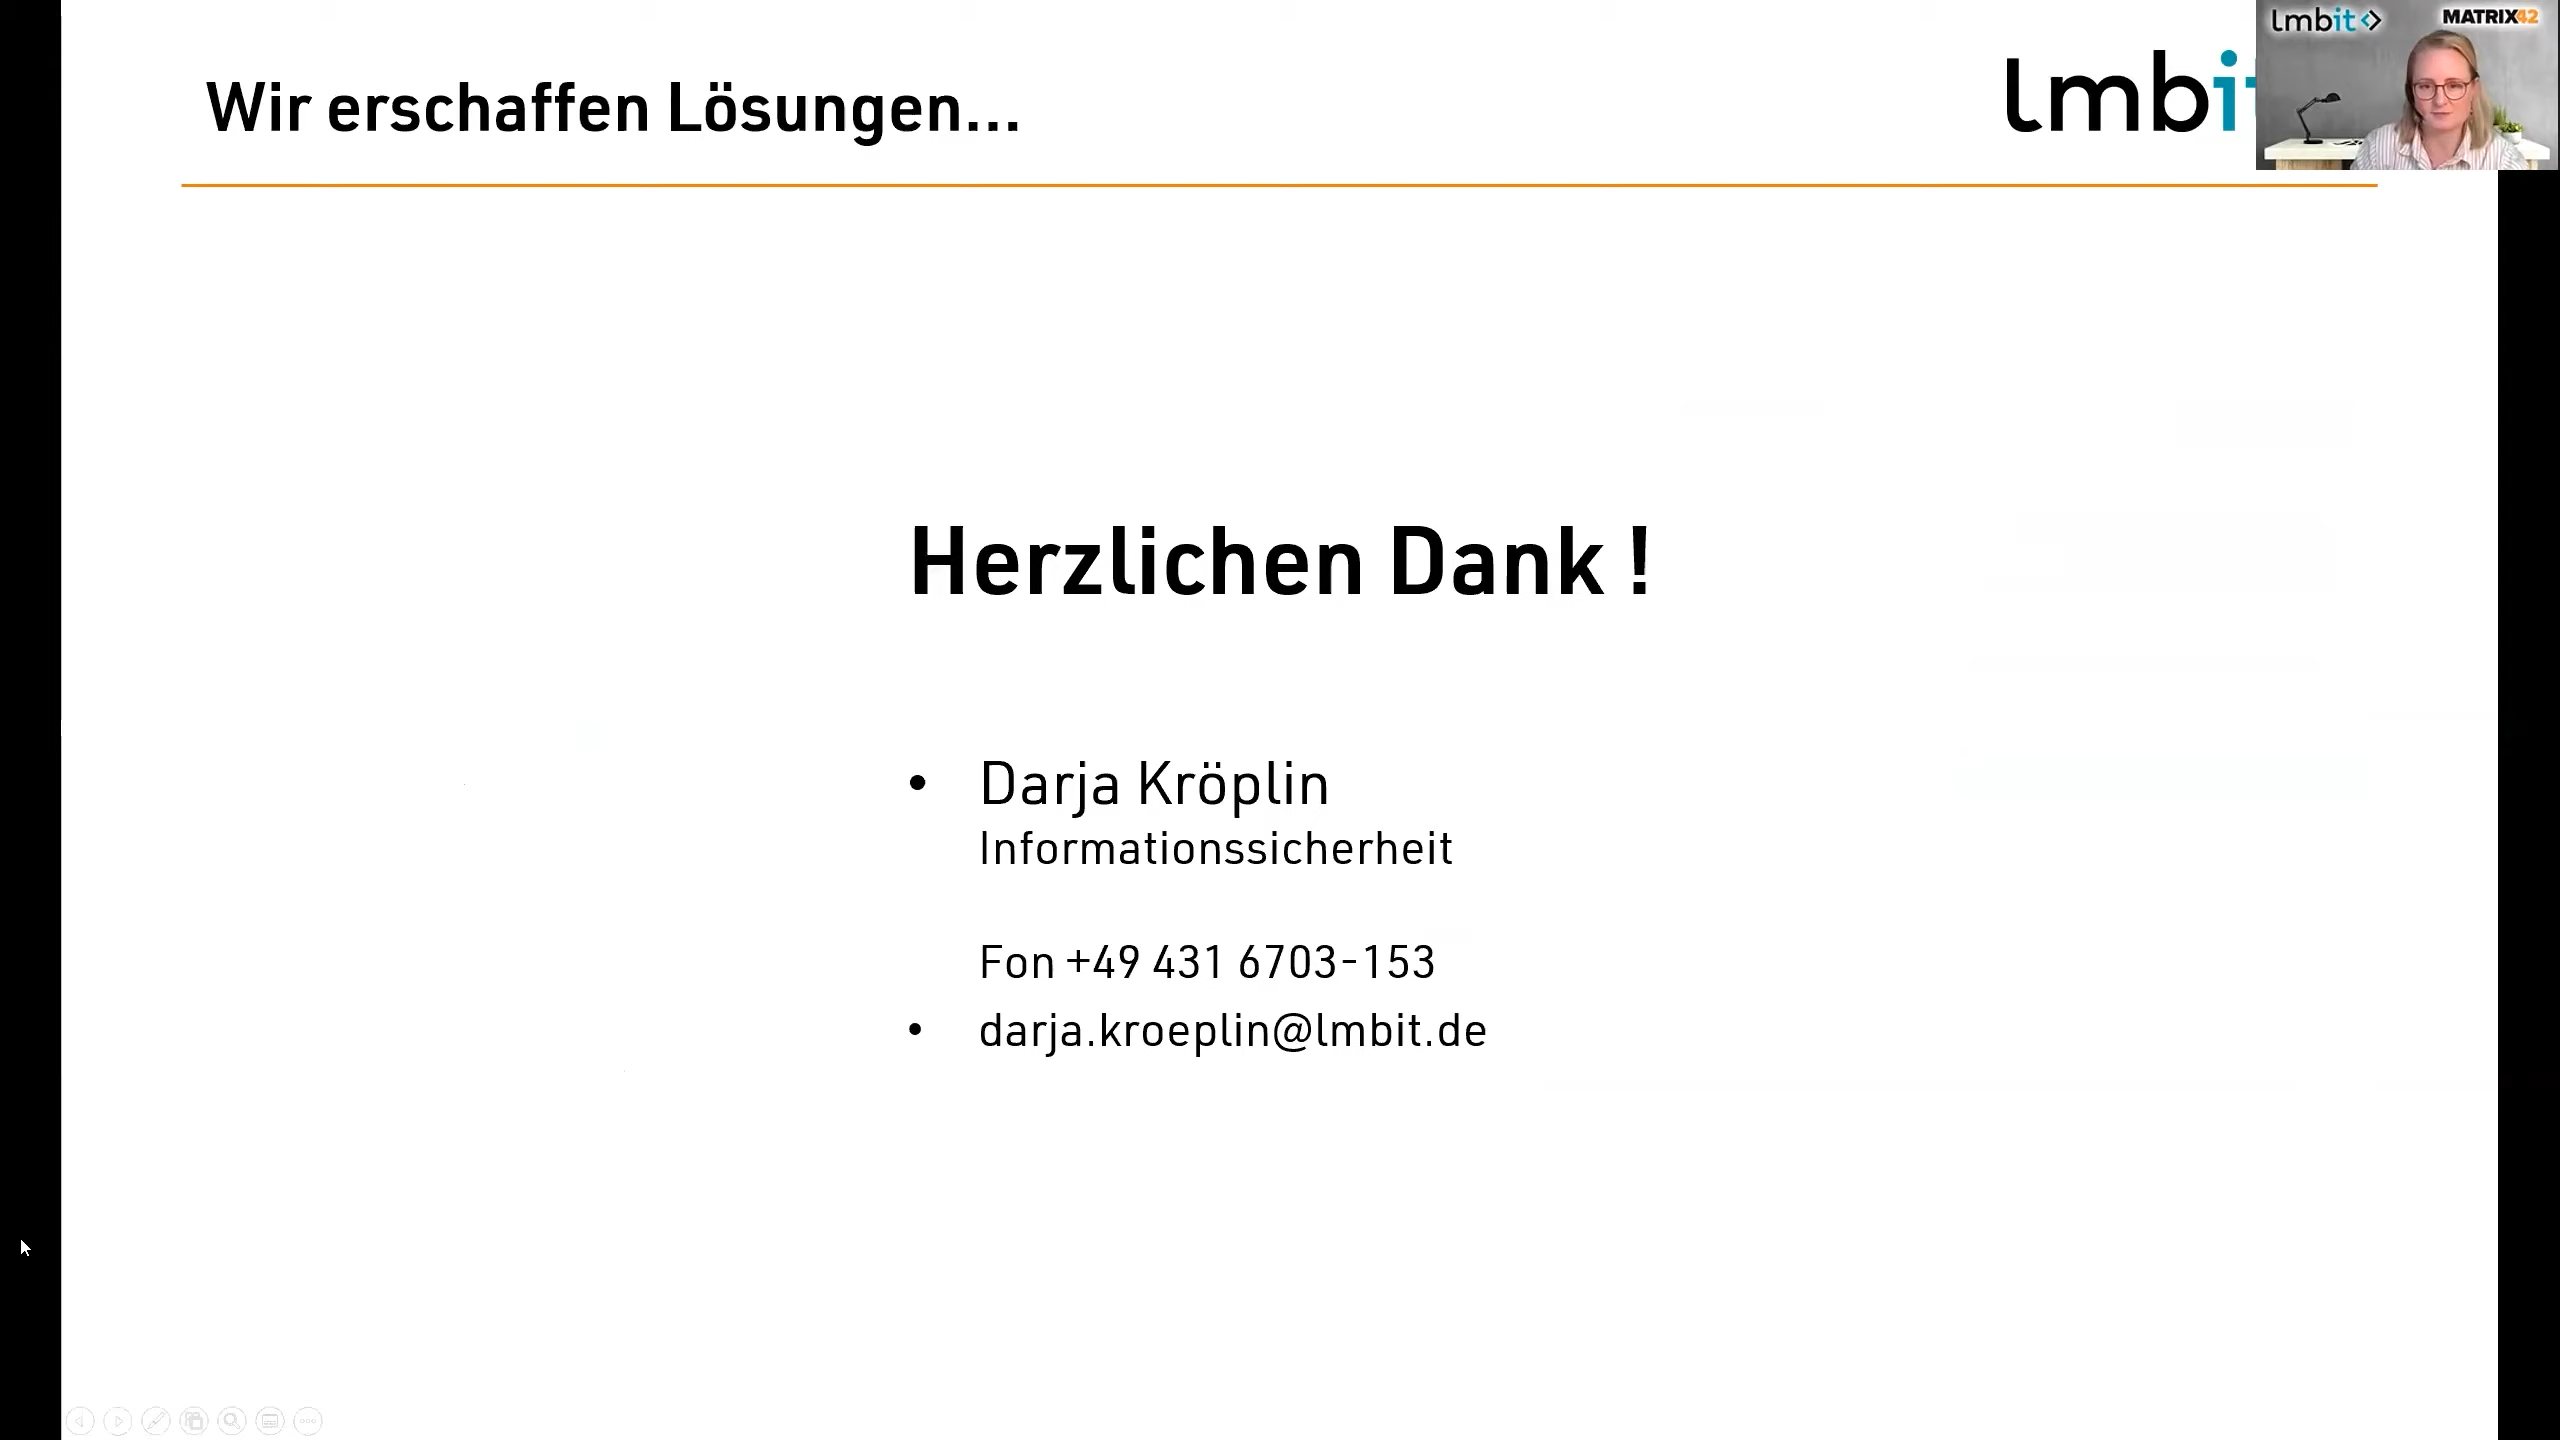 Wir erschaffen Lösungen...
lmbit
lmbit<> MATRIX42
Herzlichen Dank !
• Darja Kröplin
Informationssicherheit
Fon +49 431 6703-153
• darja.kroeplin@lmbit.de